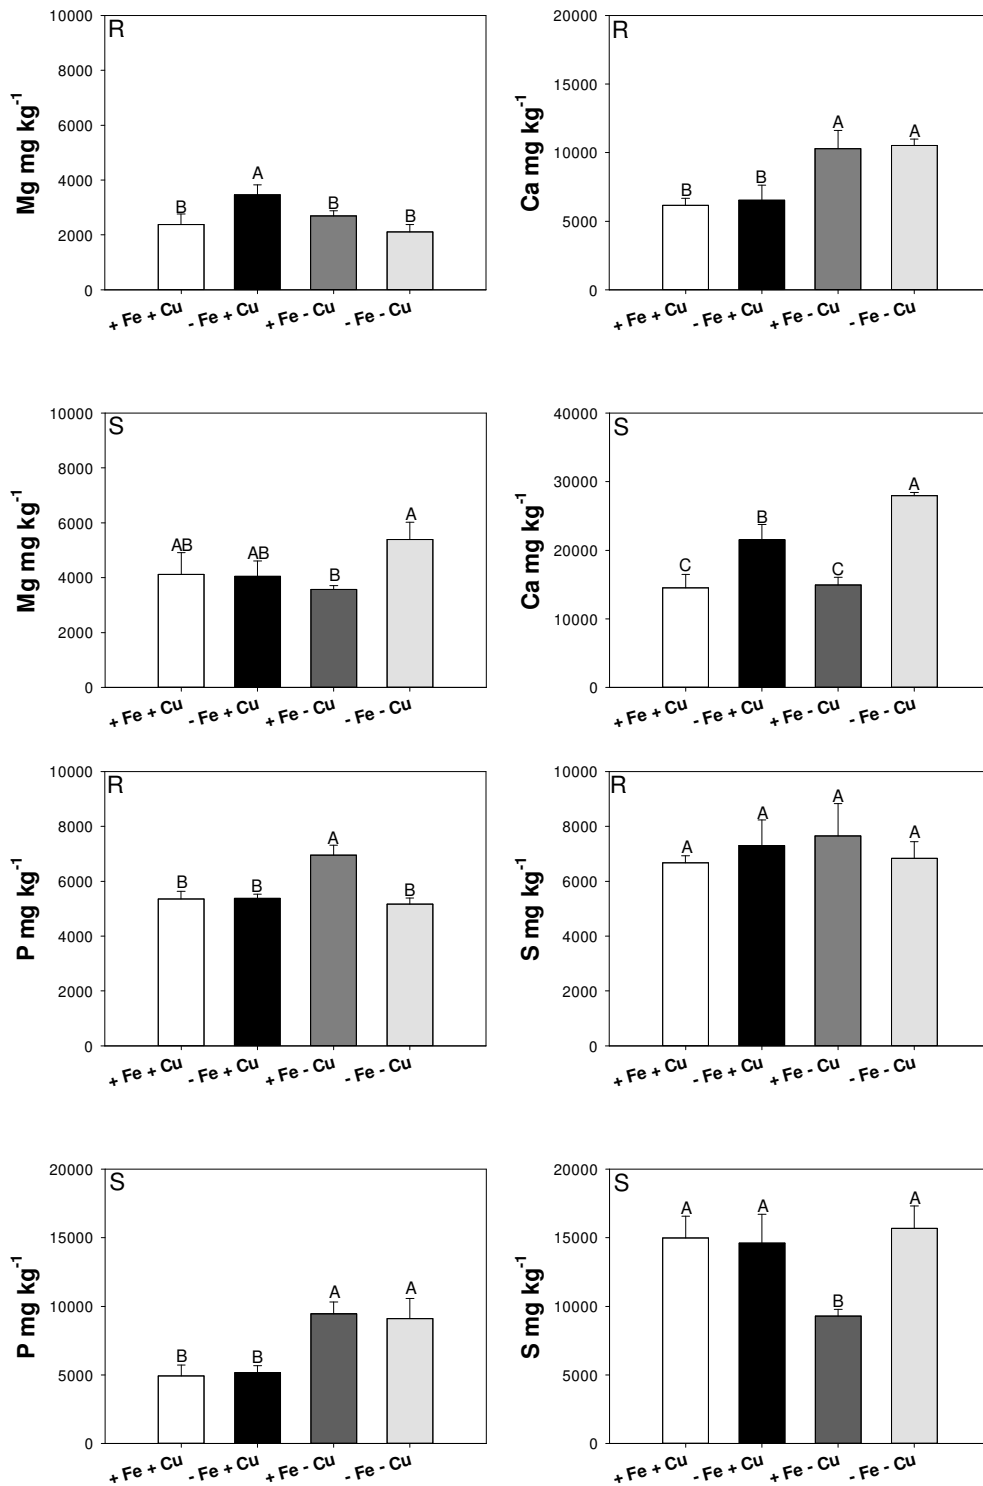 10000
8000
6000
4000
2000
0
Mg mg kg⁻¹
R
B
A
B
B
+ Fe + Cu
- Fe + Cu
+ Fe - Cu
- Fe - Cu
20000
15000
10000
5000
0
Ca mg kg⁻¹
R
B
B
A
A
+ Fe + Cu
- Fe + Cu
+ Fe - Cu
- Fe - Cu
10000
8000
6000
4000
2000
0
Mg mg kg⁻¹
S
AB
AB
B
A
+ Fe + Cu
- Fe + Cu
+ Fe - Cu
- Fe - Cu
40000
30000
20000
10000
0
Ca mg kg⁻¹
S
C
B
C
A
+ Fe + Cu
- Fe + Cu
+ Fe - Cu
- Fe - Cu
10000
8000
6000
4000
2000
0
P mg kg⁻¹
R
B
B
A
B
+ Fe + Cu
- Fe + Cu
+ Fe - Cu
- Fe - Cu
10000
8000
6000
4000
2000
0
S mg kg⁻¹
R
A
A
A
A
+ Fe + Cu
- Fe + Cu
+ Fe - Cu
- Fe - Cu
20000
15000
10000
5000
0
P mg kg⁻¹
S
B
B
A
A
+ Fe + Cu
- Fe + Cu
+ Fe - Cu
- Fe - Cu
20000
15000
10000
5000
0
S mg kg⁻¹
S
A
A
B
A
+ Fe + Cu
- Fe + Cu
+ Fe - Cu
- Fe - Cu